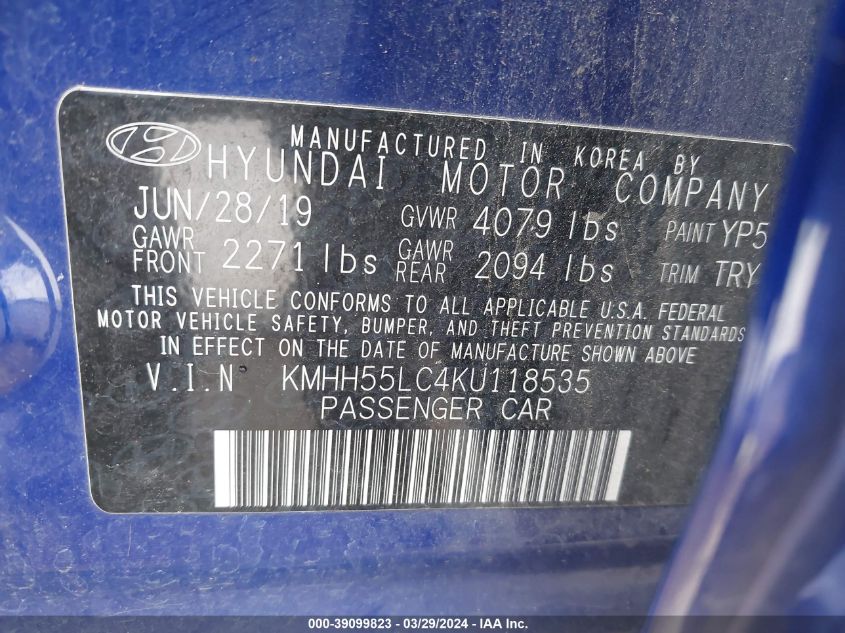 MANUFACTURED IN KOREA BY
HYUNDAI MOTOR COMPANY
JUN/28/19 GVWR 4079 lbs PAINT YP5
GAWR FRONT 2271 lbs GAWR REAR 2094 lbs TRIM TRY
THIS VEHICLE CONFORMS TO ALL APPLICABLE U.S.A. FEDERAL
MOTOR VEHICLE SAFETY, BUMPER, AND THEFT PREVENTION STANDARDS
IN EFFECT ON THE DATE OF MANUFACTURE SHOWN ABOVE
V.I.N KMHH55LC4KU118535
PASSENGER CAR
000-39099823 - 03/29/2024 - IAA Inc.